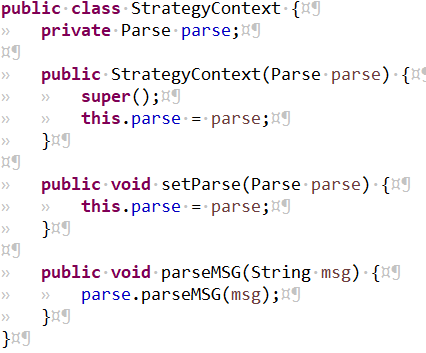 public class StrategyContext {¤¶
»	private Parse parse;¤¶
¤¶
»	public StrategyContext(Parse parse) {¤¶
»	»	super();¤¶
»	»	this.parse = parse;¤¶
»	}¤¶
¤¶
»	public void setParse(Parse parse) {¤¶
»	»	this.parse = parse;¤¶
»	}¤¶
¤¶
»	public void parseMSG(String msg) {¤¶
»	»	parse.parseMSG(msg);¤¶
»	}¤¶
}¤¶